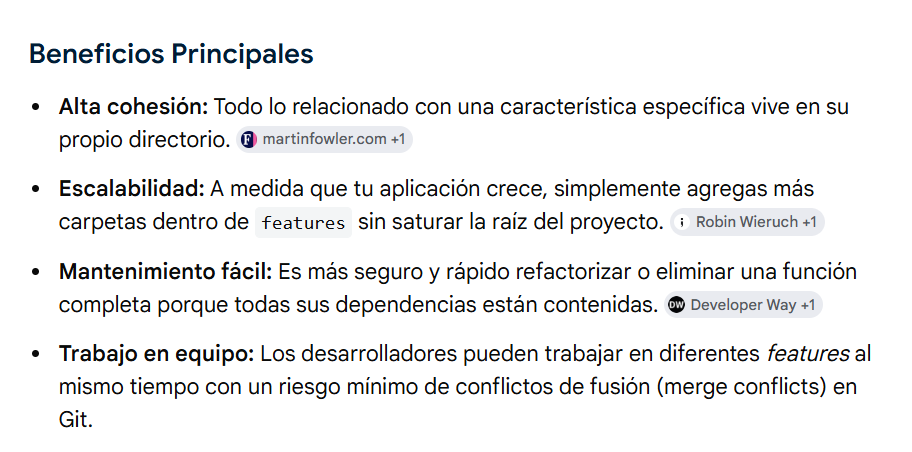 Beneficios Principales
• Alta cohesión: Todo lo relacionado con una característica específica vive en su
propio directorio. F martinfowler.com +1
• Escalabilidad: A medida que tu aplicación crece, simplemente agregas más
carpetas dentro de features sin saturar la raíz del proyecto. Robin Wieruch +1
• Mantenimiento fácil: Es más seguro y rápido refactorizar o eliminar una función
completa porque todas sus dependencias están contenidas. DW Developer Way +1
• Trabajo en equipo: Los desarrolladores pueden trabajar en diferentes features al
mismo tiempo con un riesgo mínimo de conflictos de fusión (merge conflicts) en
Git.